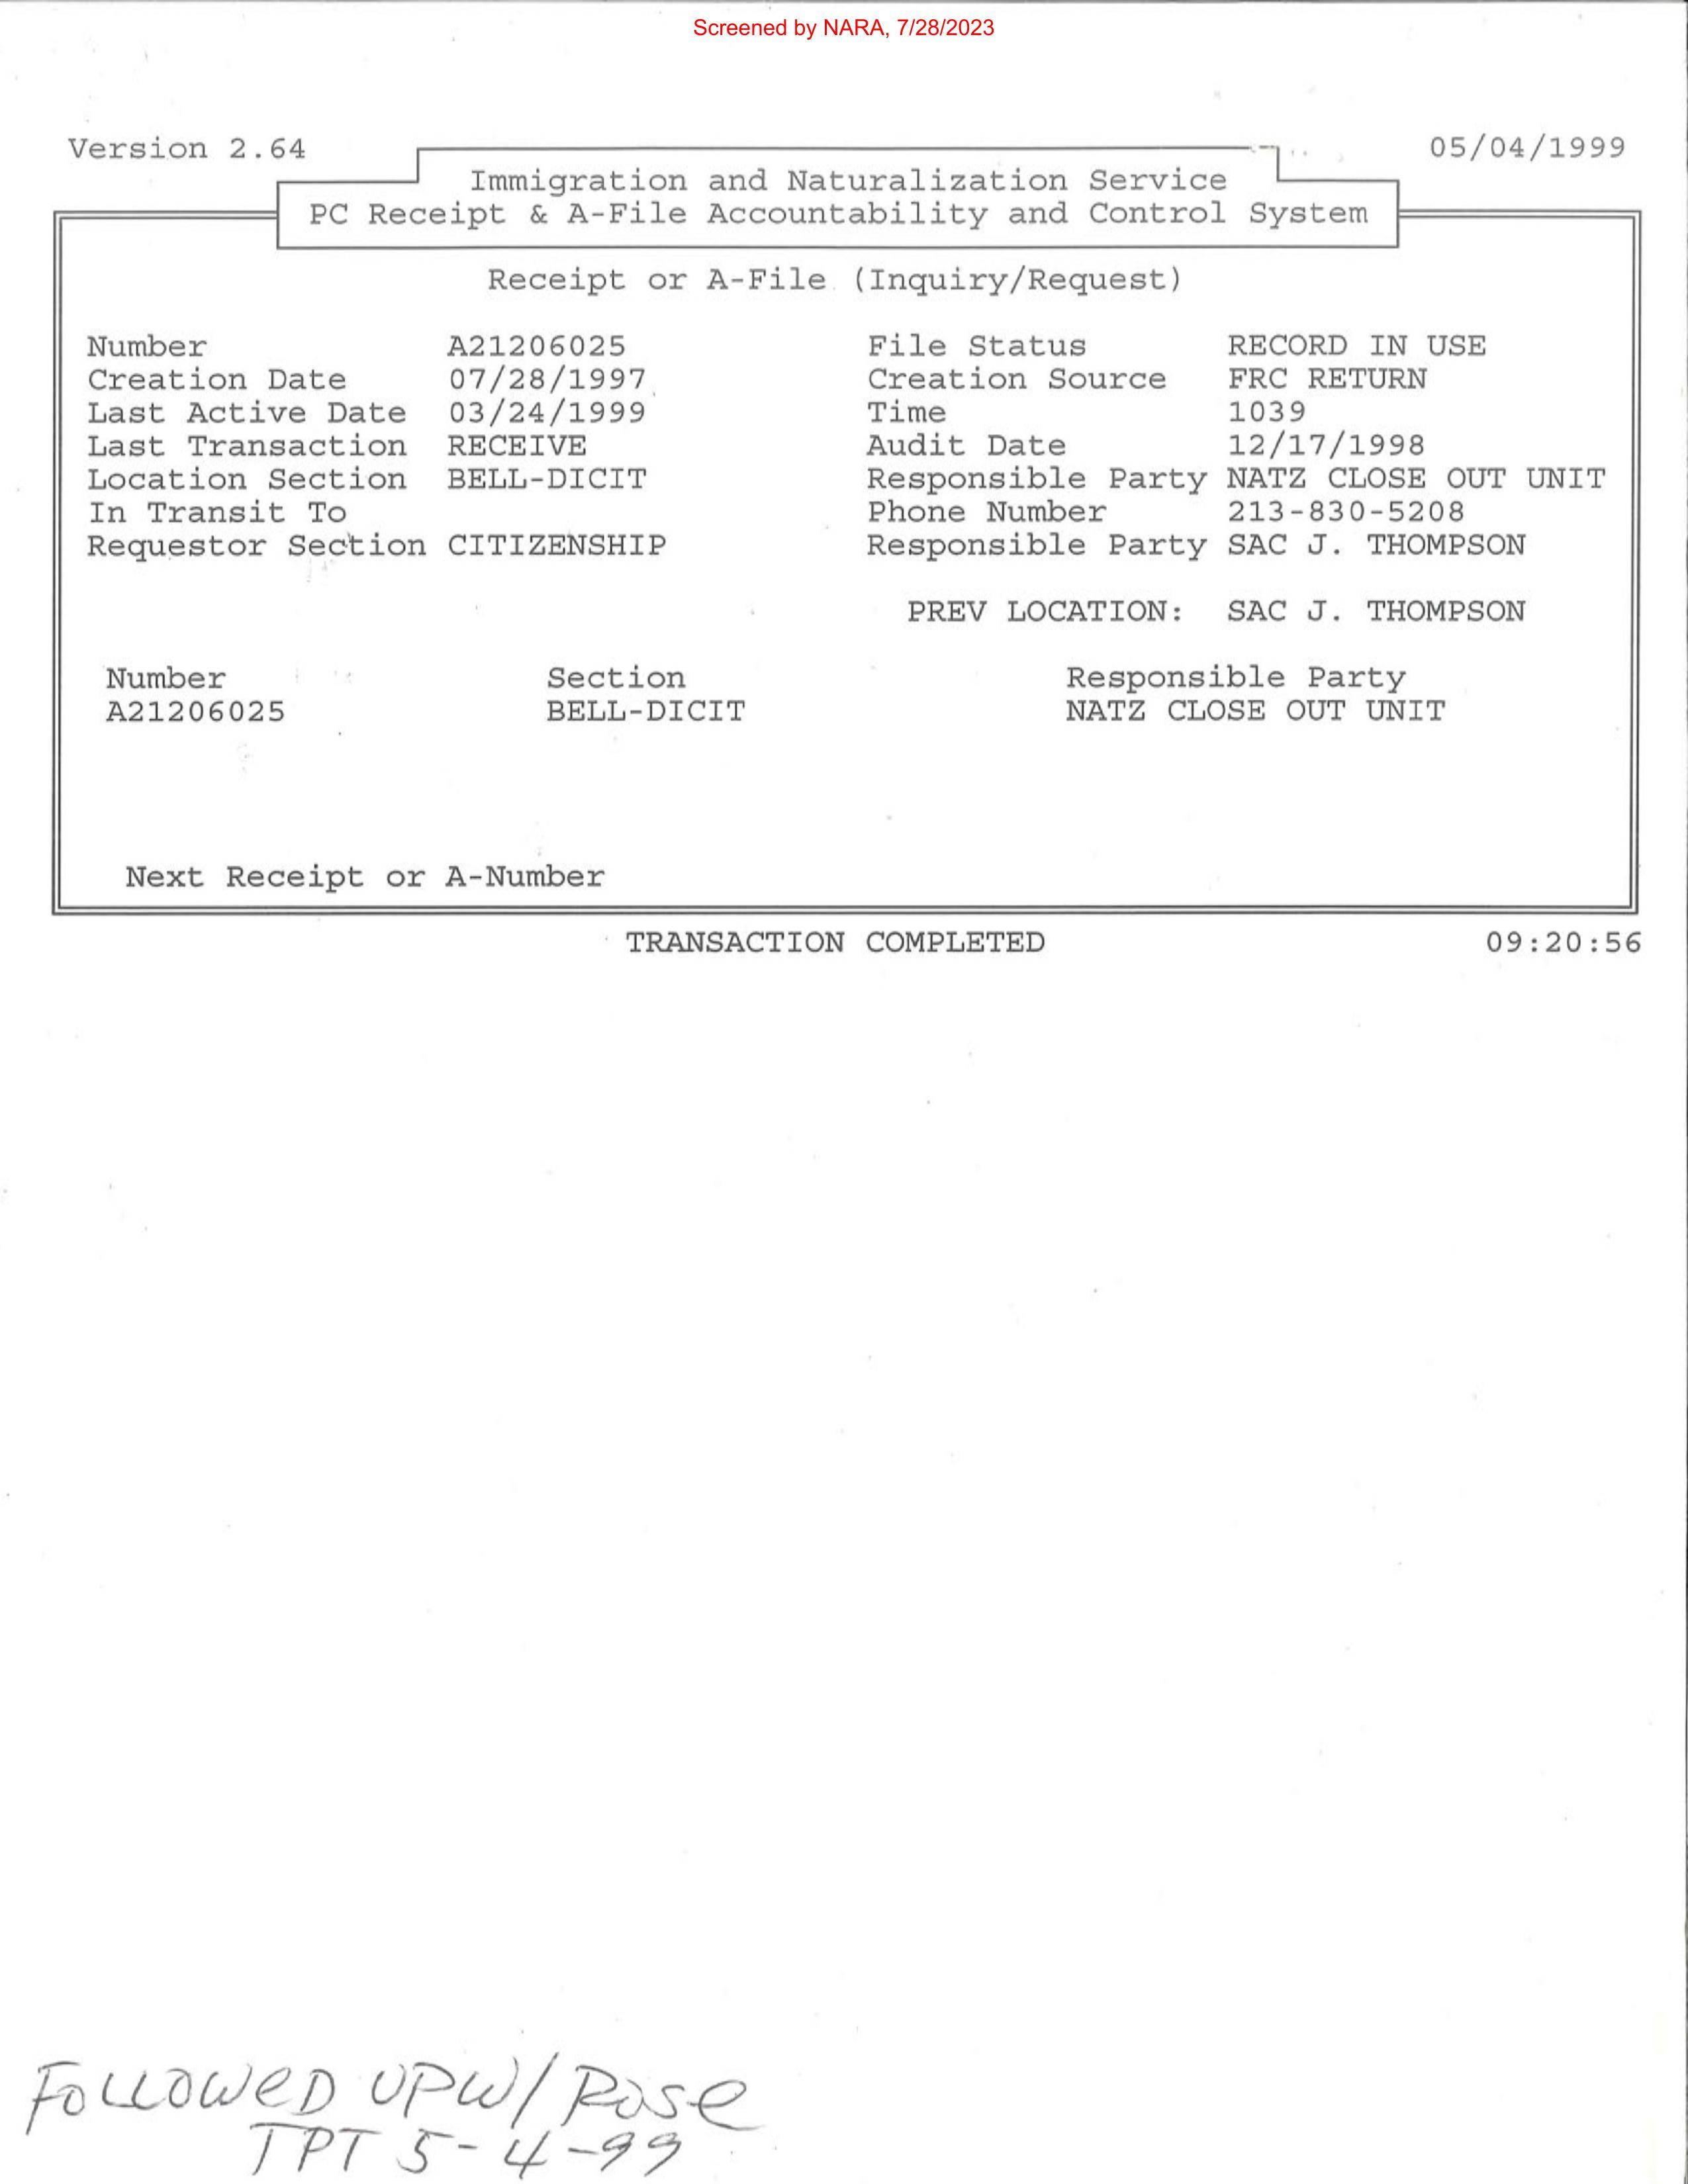 Screened by NARA, 7/28/2023
Version 2.64 05/04/1999
Immigration and Naturalization Service
PC Receipt & A-File Accountability and Control System
Receipt or A-File (Inquiry/Request)
Number A21206025 File Status RECORD IN USE
Creation Date 07/28/1997 Creation Source FRC RETURN
Last Active Date 03/24/1999 Time 1039
Last Transaction RECEIVE Audit Date 12/17/1998
Location Section BELL-DICIT Responsible Party NATZ CLOSE OUT UNIT
In Transit To Phone Number 213-830-5208
Requestor Section CITIZENSHIP Responsible Party SAC J. THOMPSON
PREV LOCATION: SAC J. THOMPSON
Number Section Responsible Party
A21206025 BELL-DICIT NATZ CLOSE OUT UNIT
Next Receipt or A-Number
TRANSACTION COMPLETED 09:20:56
FOLLOWED UPW/ Rose
TPT 5-4-99